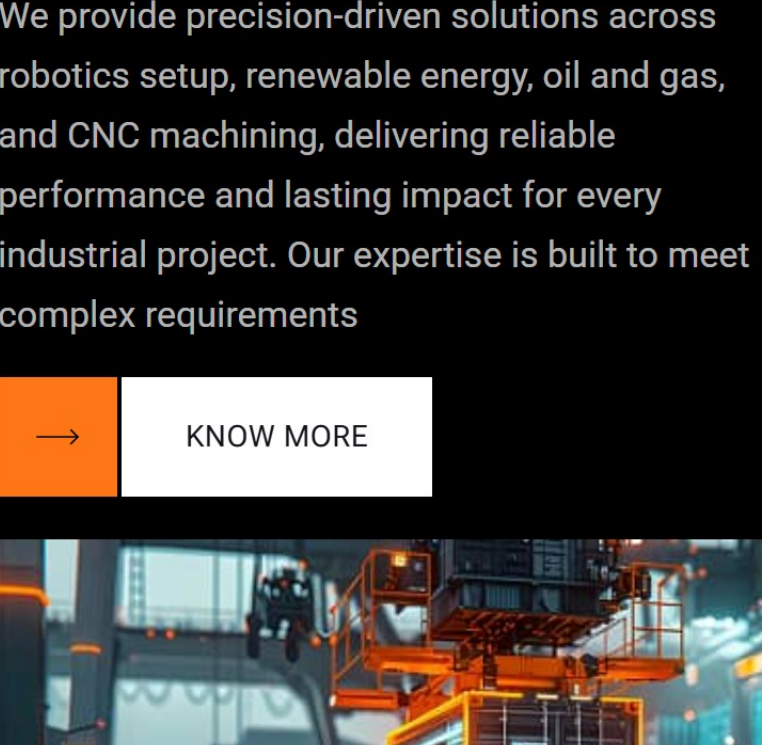 We provide precision-driven solutions across
robotics setup, renewable energy, oil and gas,
and CNC machining, delivering reliable
performance and lasting impact for every
industrial project. Our expertise is built to meet
complex requirements
KNOW MORE